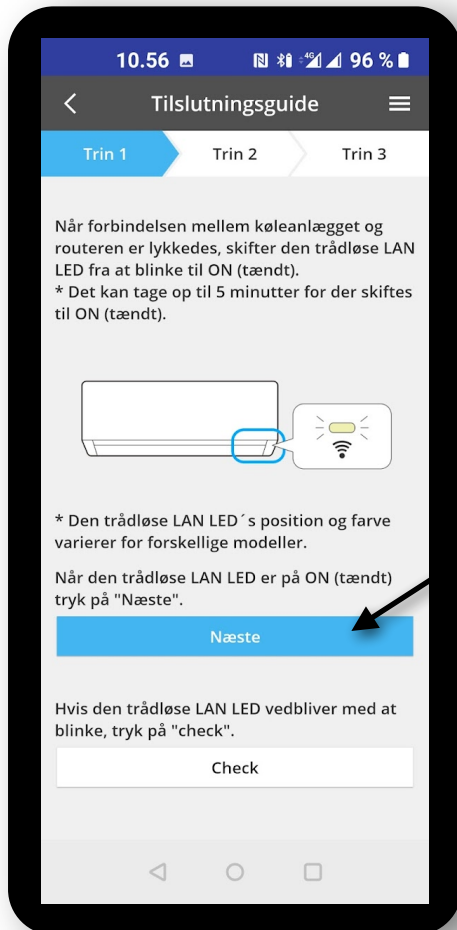 10.56 4G 96 %
Tilslutningsguide
Trin 1 Trin 2 Trin 3
Når forbindelsen mellem køleanlægget og
routeren er lykkedes, skifter den trådløse LAN
LED fra at blinke til ON (tændt).
* Det kan tage op til 5 minutter for der skiftes
til ON (tændt).
* Den trådløse LAN LED´s position og farve
varierer for forskellige modeller.
Når den trådløse LAN LED er på ON (tændt)
tryk på "Næste".
Næste
Hvis den trådløse LAN LED vedbliver med at
blinke, tryk på "check".
Check